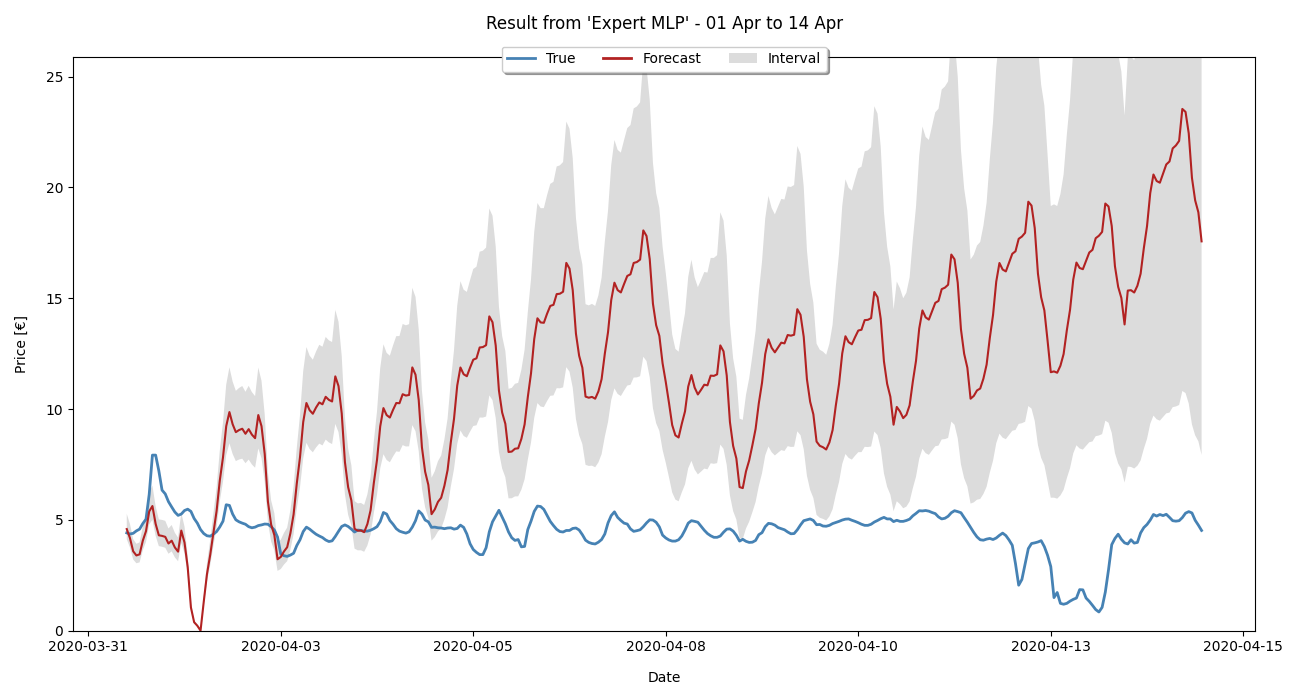 Result from 'Expert MLP' - 01 Apr to 14 Apr
True Forecast Interval
25
20
15
10
5
0
Price [€]
2020-03-31 2020-04-03 2020-04-05 2020-04-08 2020-04-10 2020-04-13 2020-04-15
Date